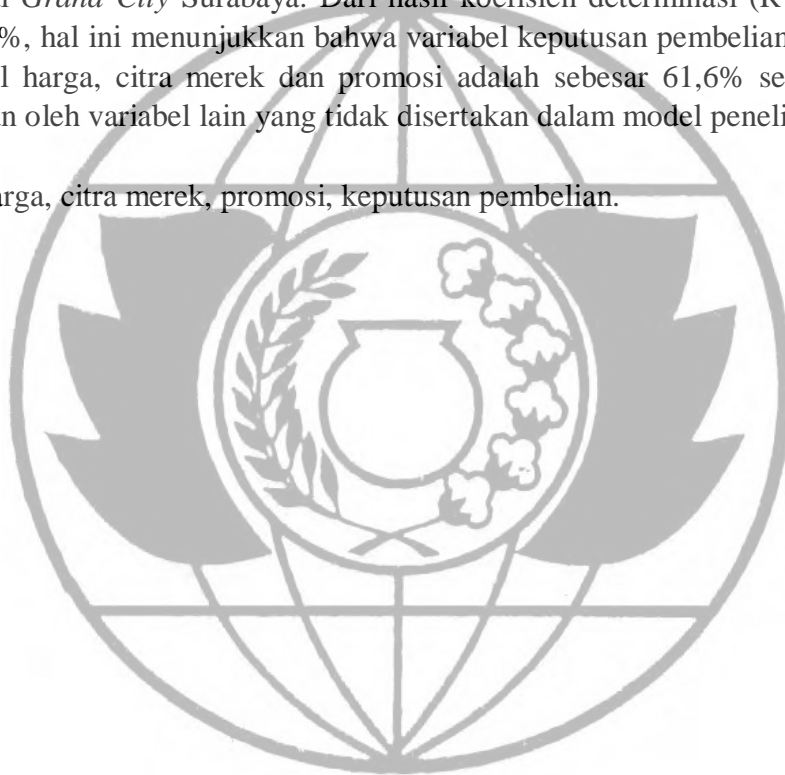 Grand City Surabaya. Dari hasil koefisien determinasi (R
%, hal ini menunjukkan bahwa variabel keputusan pembelian
harga, citra merek dan promosi adalah sebesar 61,6% se
oleh variabel lain yang tidak disertakan dalam model peneli
arga, citra merek, promosi, keputusan pembelian.